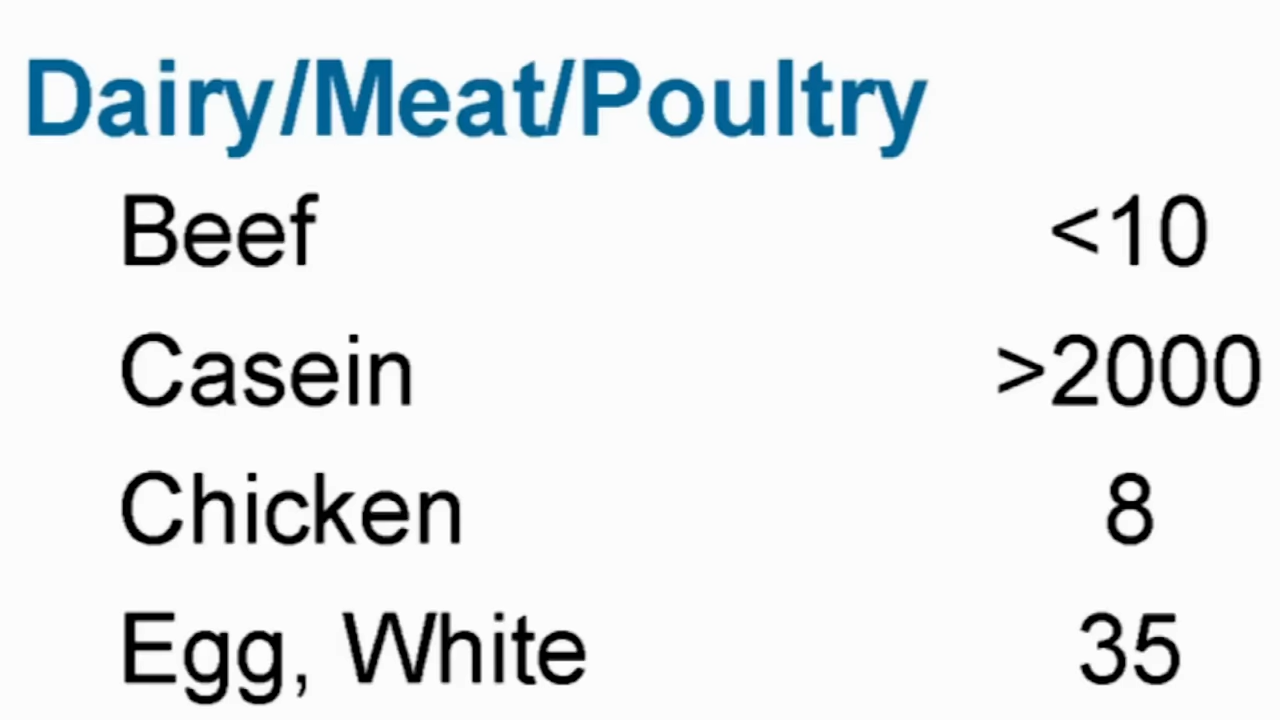 Dairy/Meat/Poultry
Beef <10
Casein >2000
Chicken 8
Egg, White 35